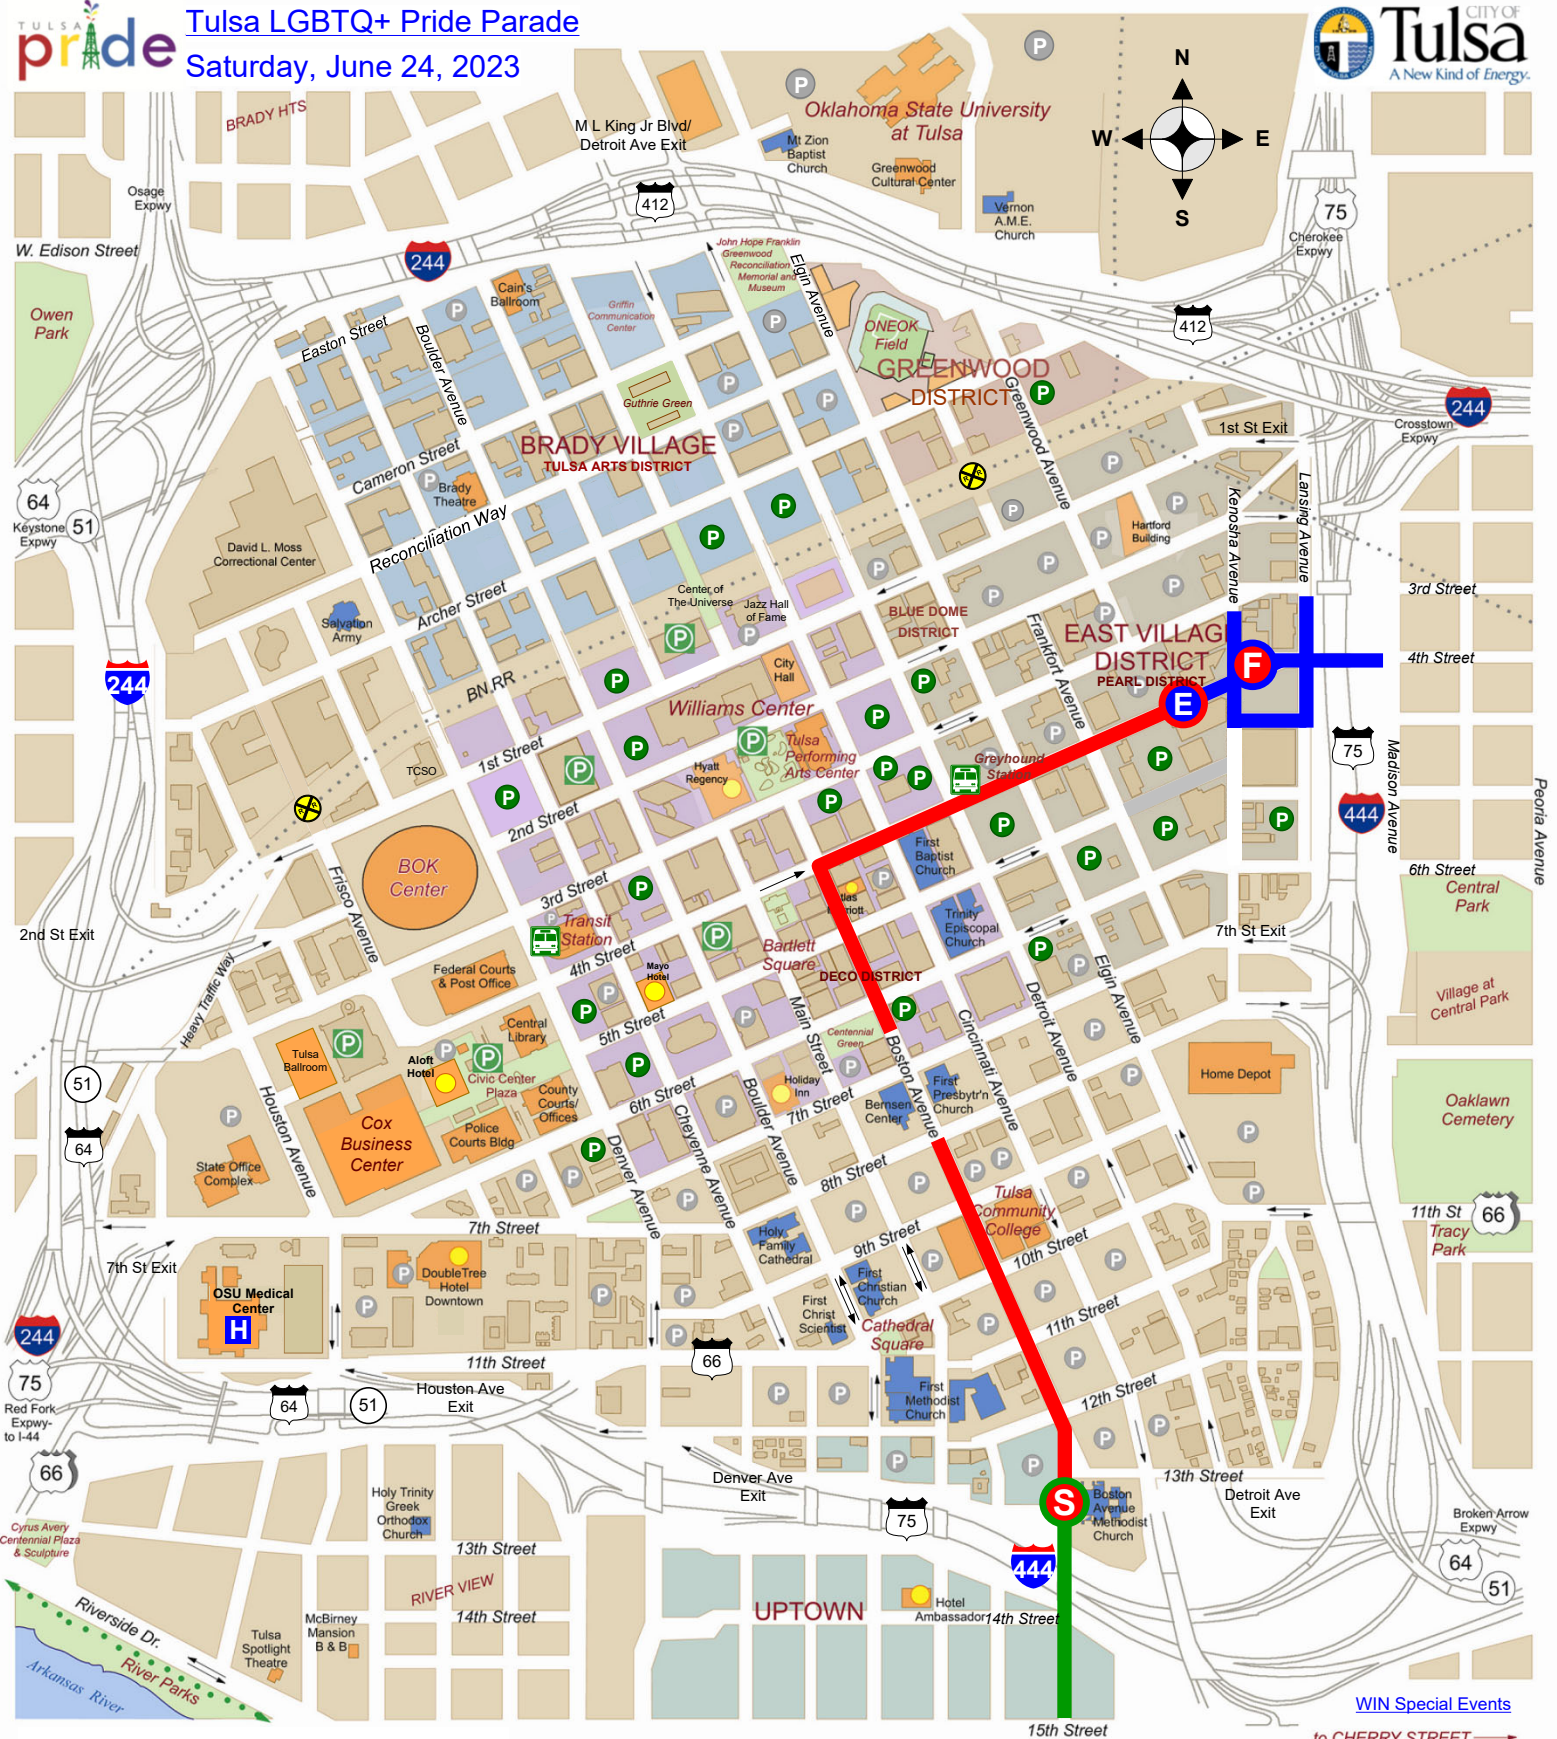 TULSA
pride
Tulsa LGBTQ+ Pride Parade
Saturday, June 24, 2023
CITY OF
Tulsa
A New Kind of Energy.
N
W
E
S
P
P
BRADY HTS
M L King Jr Blvd/
Detroit Ave Exit
Oklahoma State University
at Tulsa
Mt Zion
Baptist
Church
Greenwood
Cultural Center
Vernon
A.M.E.
Church
Osage
Expwy
412
75
Cherokee
Expwy
W. Edison Street
244
John Hope Franklin
Greenwood
Reconciliation
Memorial and
Museum
Elgin Avenue
Owen
Park
Cain's
Ballroom
Griffin
Communication
Center
ONEOK
Field
412
Easton Street
Boulder Avenue
GREENWOOD
DISTRICT
Greenwood Avenue
Guthrie Green
244
Crosstown
Expwy
1st St Exit
BRADY VILLAGE
TULSA ARTS DISTRICT
Cameron Street
Brady
Theatre
64
Keystone
Expwy
51
Reconciliation Way
Kenosha Avenue
Lansing Avenue
Hartford
Building
David L. Moss
Correctional Center
Archer Street
Center of
The Universe
Jazz Hall
of Fame
3rd Street
Salvation
Army
BLUE DOME
DISTRICT
Frankfort Avenue
EAST VILLAGE
DISTRICT
PEARL DISTRICT
F
4th Street
E
244
BN RR
City
Hall
Williams Center
75
Madison Avenue
Peoria Avenue
1st Street
TCSO
Hyatt
Regency
Tulsa
Performing
Arts Center
Greyhound
Station
2nd Street
444
BOK
Center
First
Baptist
Church
6th Street
Central
Park
Frisco Avenue
3rd Street
Transit
Station
Trinity
Episcopal
Church
2nd St Exit
7th St Exit
4th Street
Bartlett
Square
DECO DISTRICT
Mayo
Hotel
Federal Courts
& Post Office
Heavy Traffic Way
Elgin Avenue
Village at
Central Park
Detroit Avenue
Main Street
Cincinnati Avenue
5th Street
Central
Library
Centennial
Green
Boston Avenue
Tulsa
Ballroom
Aloft
Hotel
Civic Center
Plaza
Home Depot
51
County
Courts/
Offices
6th Street
Holiday
Inn
7th Street
Boulder Avenue
First
Presbytr'n
Church
Bernsen
Center
Oaklawn
Cemetery
Houston Avenue
Cox
Business
Center
Police
Courts Bldg
Cheyenne Avenue
64
Denver Avenue
State Office
Complex
8th Street
Tulsa
Community
College
11th St
66
Tracy
Park
7th Street
Holy
Family
Cathedral
9th Street
10th Street
7th St Exit
DoubleTree
Hotel
Downtown
First
Christian
Church
OSU Medical
Center
H
First
Christ
Scientist
Cathedral
Square
11th Street
244
66
11th Street
75
Red Fork
Expwy-
to I-44
64
51
Houston Ave
Exit
First
Methodist
Church
12th Street
66
Denver Ave
Exit
13th Street
Detroit Ave
Exit
Holy Trinity
Greek
Orthodox
Church
S
Boston
Avenue
Methodist
Church
75
Broken Arrow
Expwy
Cyrus Avery
Centennial Plaza
& Sculpture
13th Street
444
64
51
RIVER VIEW
14th Street
UPTOWN
Hotel
Ambassador
14th Street
Riverside Dr.
McBirney
Mansion
B & B
Tulsa
Spotlight
Theatre
River Parks
Arkansas River
WIN Special Events
15th Street
to CHERRY STREET